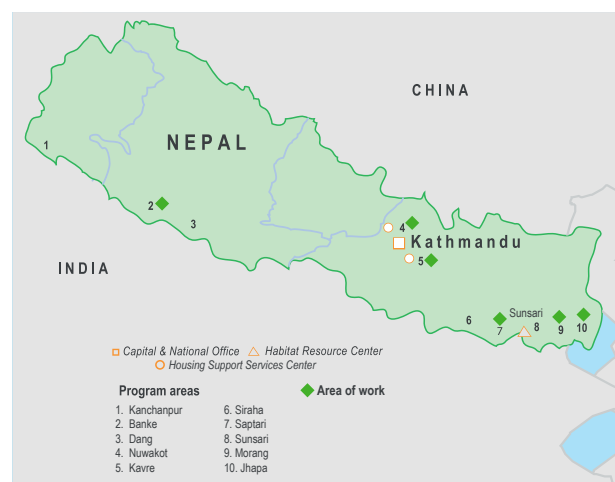 CHINA
NEPAL
1
2
3
4
Kathmandu
5
INDIA
Sunsari
6
7
8
9
10
Capital & National Office
Habitat Resource Center
Housing Support Services Center
Program areas
Area of work
1. Kanchanpur
2. Banke
3. Dang
4. Nuwakot
5. Kavre
6. Siraha
7. Saptari
8. Sunsari
9. Morang
10. Jhapa